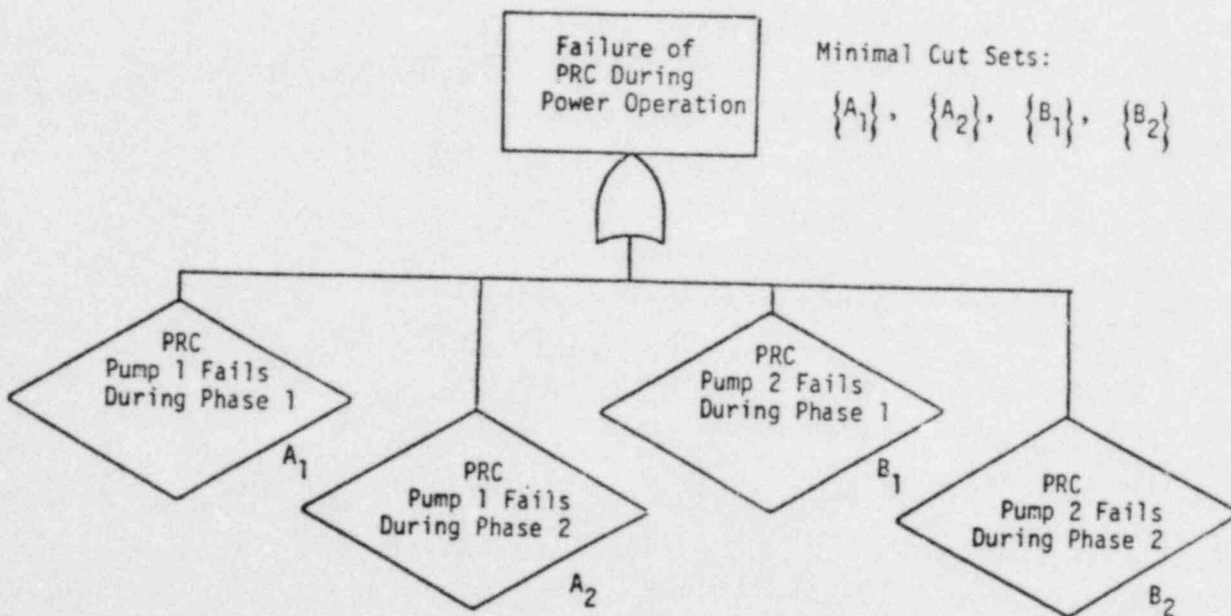 Failure of
PRC During
Power Operation
Minimal Cut Sets:
{A1}, {A2}, {B1}, {B2}
PRC
Pump 1 Fails
During Phase 1
A1
PRC
Pump 1 Fails
During Phase 2
A2
PRC
Pump 2 Fails
During Phase 1
B1
PRC
Pump 2 Fails
During Phase 2
B2